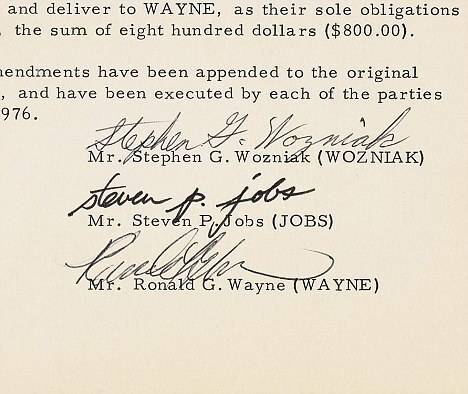 and deliver to WAYNE, as their sole obligations
, the sum of eight hundred dollars ($800.00).
nendments have been appended to the original
, and have been executed by each of the parties
976.
Stephen G. Wozniak
Mr. Stephen G. Wozniak (WOZNIAK)
steven p. jobs
Mr. Steven P. Jobs (JOBS)
Mr. Ronald G. Wayne (WAYNE)